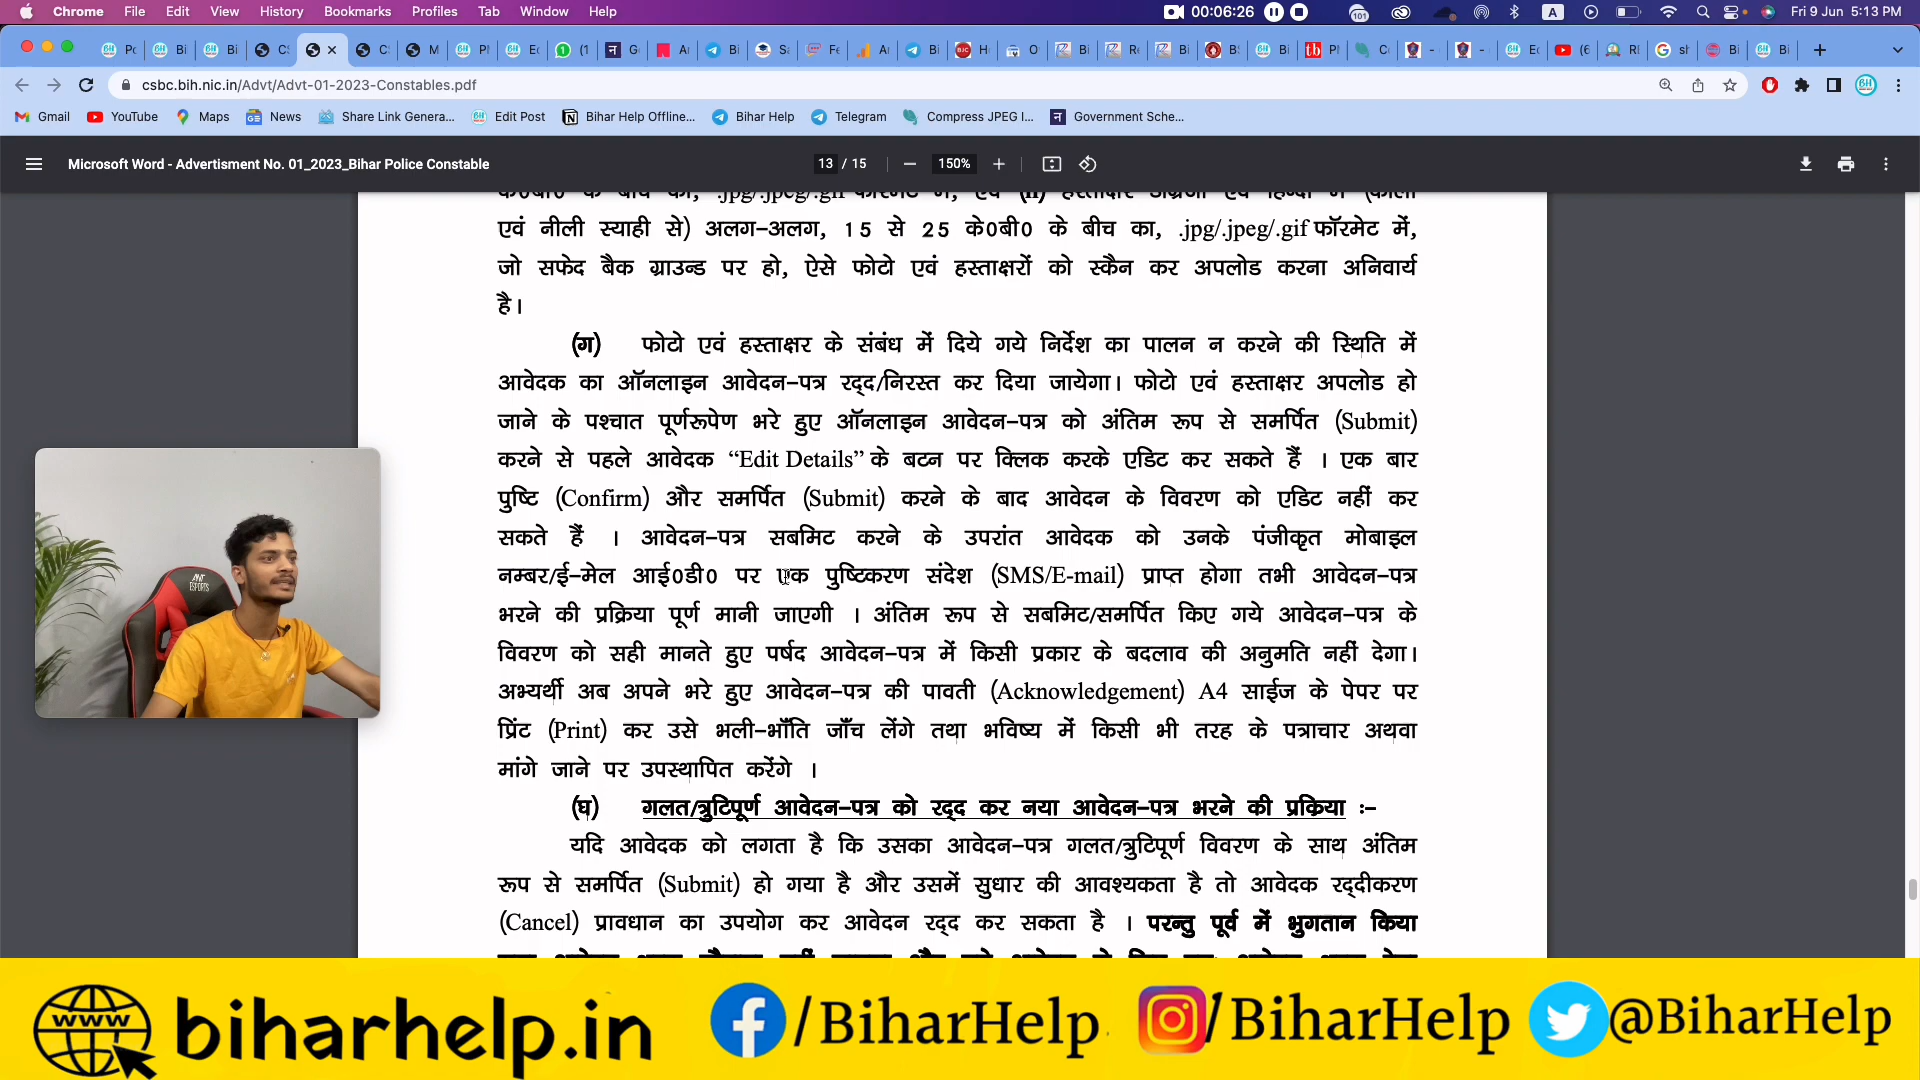 Chrome File Edit View History Bookmarks Profiles Tab Window Help
00:06:26
101
A
Fri 9 Jun 5:13 PM
csbc.bih.nic.in/Advt/Advt-01-2023-Constables.pdf
Gmail YouTube Maps News Share Link Genera... Edit Post Bihar Help Offline... Bihar Help Telegram Compress JPEG I... Government Sche...
Microsoft Word - Advertisment No. 01_2023_Bihar Police Constable
13 / 15
150%
एवं नीली स्याही से) अलग–अलग, 15 से 25 के0बी0 के बीच का, .jpg/.jpeg/.gif फॉरमेट में,
जो सफेद बैक ग्राउन्ड पर हो, ऐसे फोटो एवं हस्ताक्षरों को स्कैन कर अपलोड करना अनिवार्य
है।
(ग) फोटो एवं हस्ताक्षर के संबंध में दिये गये निर्देश का पालन न करने की स्थिति में
आवेदक का ऑनलाइन आवेदन–पत्र रद्द/निरस्त कर दिया जायेगा। फोटो एवं हस्ताक्षर अपलोड हो
जाने के पश्चात पूर्णरूपेण भरे हुए ऑनलाइन आवेदन–पत्र को अंतिम रूप से समर्पित (Submit)
करने से पहले आवेदक “Edit Details” के बटन पर क्लिक करके एडिट कर सकते हैं । एक बार
पुष्टि (Confirm) और समर्पित (Submit) करने के बाद आवेदन के विवरण को एडिट नहीं कर
सकते हैं । आवेदन–पत्र सबमिट करने के उपरांत आवेदक को उनके पंजीकृत मोबाइल
नम्बर/ई–मेल आई0डी0 पर एक पुष्टिकरण संदेश (SMS/E-mail) प्राप्त होगा तभी आवेदन–पत्र
भरने की प्रक्रिया पूर्ण मानी जाएगी । अंतिम रूप से सबमिट/समर्पित किए गये आवेदन–पत्र के
विवरण को सही मानते हुए पर्षद आवेदन–पत्र में किसी प्रकार के बदलाव की अनुमति नहीं देगा।
अभ्यर्थी अब अपने भरे हुए आवेदन–पत्र की पावती (Acknowledgement) A4 साईज के पेपर पर
प्रिंट (Print) कर उसे भली–भाँति जाँच लेंगे तथा भविष्य में किसी भी तरह के पत्राचार अथवा
मांगे जाने पर उपस्थापित करेंगे ।
(घ) गलत/त्रुटिपूर्ण आवेदन–पत्र को रद्द कर नया आवेदन–पत्र भरने की प्रक्रिया :–
यदि आवेदक को लगता है कि उसका आवेदन–पत्र गलत/त्रुटिपूर्ण विवरण के साथ अंतिम
रूप से समर्पित (Submit) हो गया है और उसमें सुधार की आवश्यकता है तो आवेदक रद्दीकरण
(Cancel) प्रावधान का उपयोग कर आवेदन रद्द कर सकता है । परन्तु पूर्व में भुगतान किया
www biharhelp.in /BiharHelp /BiharHelp @BiharHelp